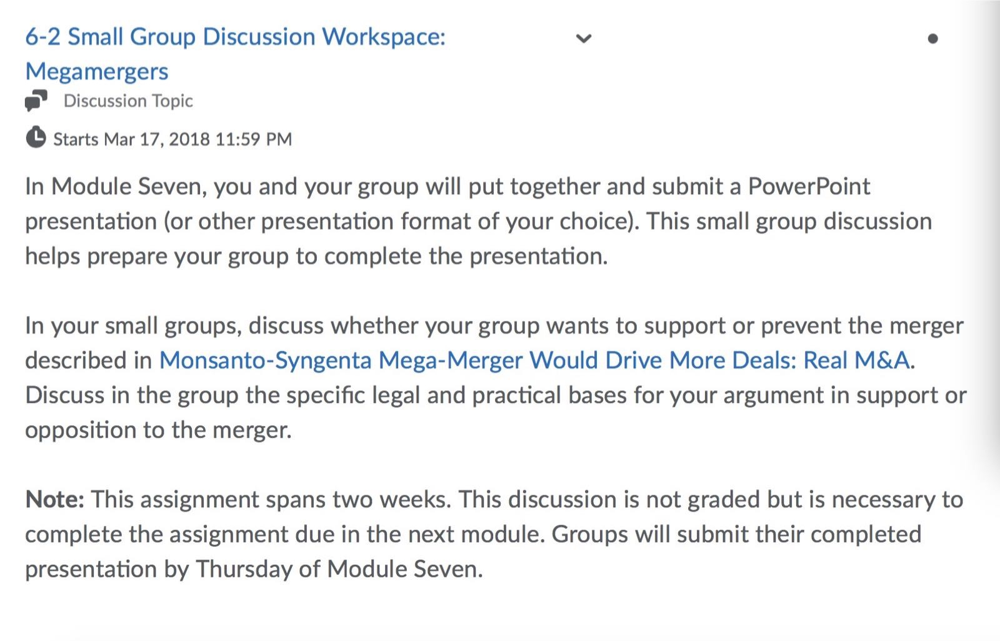 6-2 Small Group Discussion Workspace:
Megamergers
Discussion Topic
Starts Mar 17, 2018 11:59 PM
In Module Seven, you and your group will put together and submit a PowerPoint
presentation (or other presentation format of your choice). This small group discussion
helps prepare your group to complete the presentation.
In your small groups, discuss whether your group wants to support or prevent the merger
described in Monsanto-Syngenta Mega-Merger Would Drive More Deals: Real M&A.
Discuss in the group the specific legal and practical bases for your argument in support or
opposition to the merger.
Note: This assignment spans two weeks. This discussion is not graded but is necessary to
complete the assignment due in the next module. Groups will submit their completed
presentation by Thursday of Module Seven.